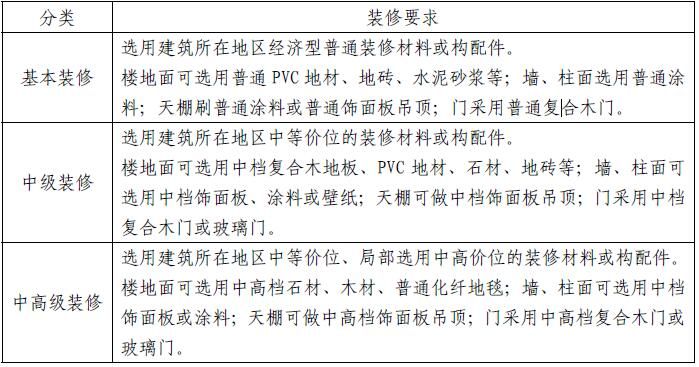 分类 装修要求
选用建筑所在地区经济型普通装修材料或构配件。
基本装修 楼地面可选用普通 PVC 地材、地砖、水泥砂浆等；墙、柱面选用普通涂
料；天棚刷普通涂料或普通饰面板吊顶；门采用普通复合木门。
选用建筑所在地区中等价位的装修材料或构配件。
中级装修 楼地面可选用中档复合木地板、PVC 地材、石材、地砖等；墙、柱面可
选用中档饰面板、涂料或壁纸；天棚可做中档饰面板吊顶；门采用中档
复合木门或玻璃门。
选用建筑所在地区中等价位、局部选用中高价位的装修材料或构配件。
中高级装修 楼地面可选用中高档石材、木材、普通化纤地毯；墙、柱面可选用中档
饰面板或涂料；天棚可做中高档饰面板吊顶；门采用中高档复合木门或
玻璃门。